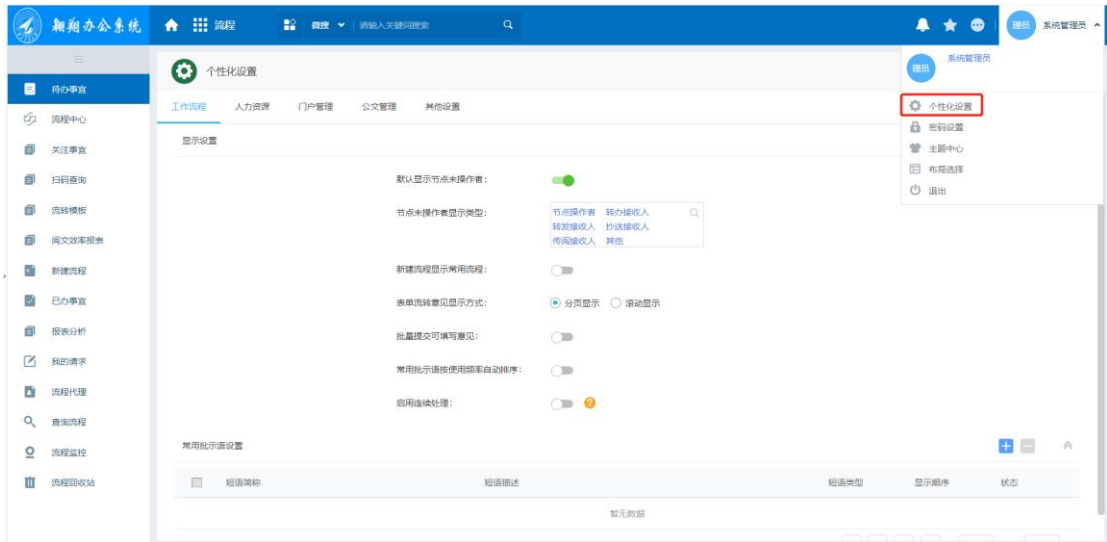 翱翔办公系统 流程 微搜 请输入关键词搜索 理员 系统管理员
待办事宜
流程中心
关注事宜
扫码查询
流转模板
阅文效率报表
新建流程
已办事宜
报表分析
我的请求
流程代理
查询流程
流程监控
流程回收站
个性化设置
工作流程 人力资源 门户管理 公文管理 其他设置
显示设置
默认显示节点未操作者：
节点未操作者显示类型：
节点操作者 转办接收人
转发接收人 抄送接收人
传阅接收人 其他
新建流程显示常用流程：
表单流转意见显示方式： 分页显示 滚动显示
批量提交可填写意见：
常用批示语按使用频率自动排序：
启用连续处理： ?
常用批示语设置
短语简称 短语描述 短语类型 显示顺序 状态
暂无数据
理员 系统管理员
个性化设置
密码设置
主题中心
布局选择
退出